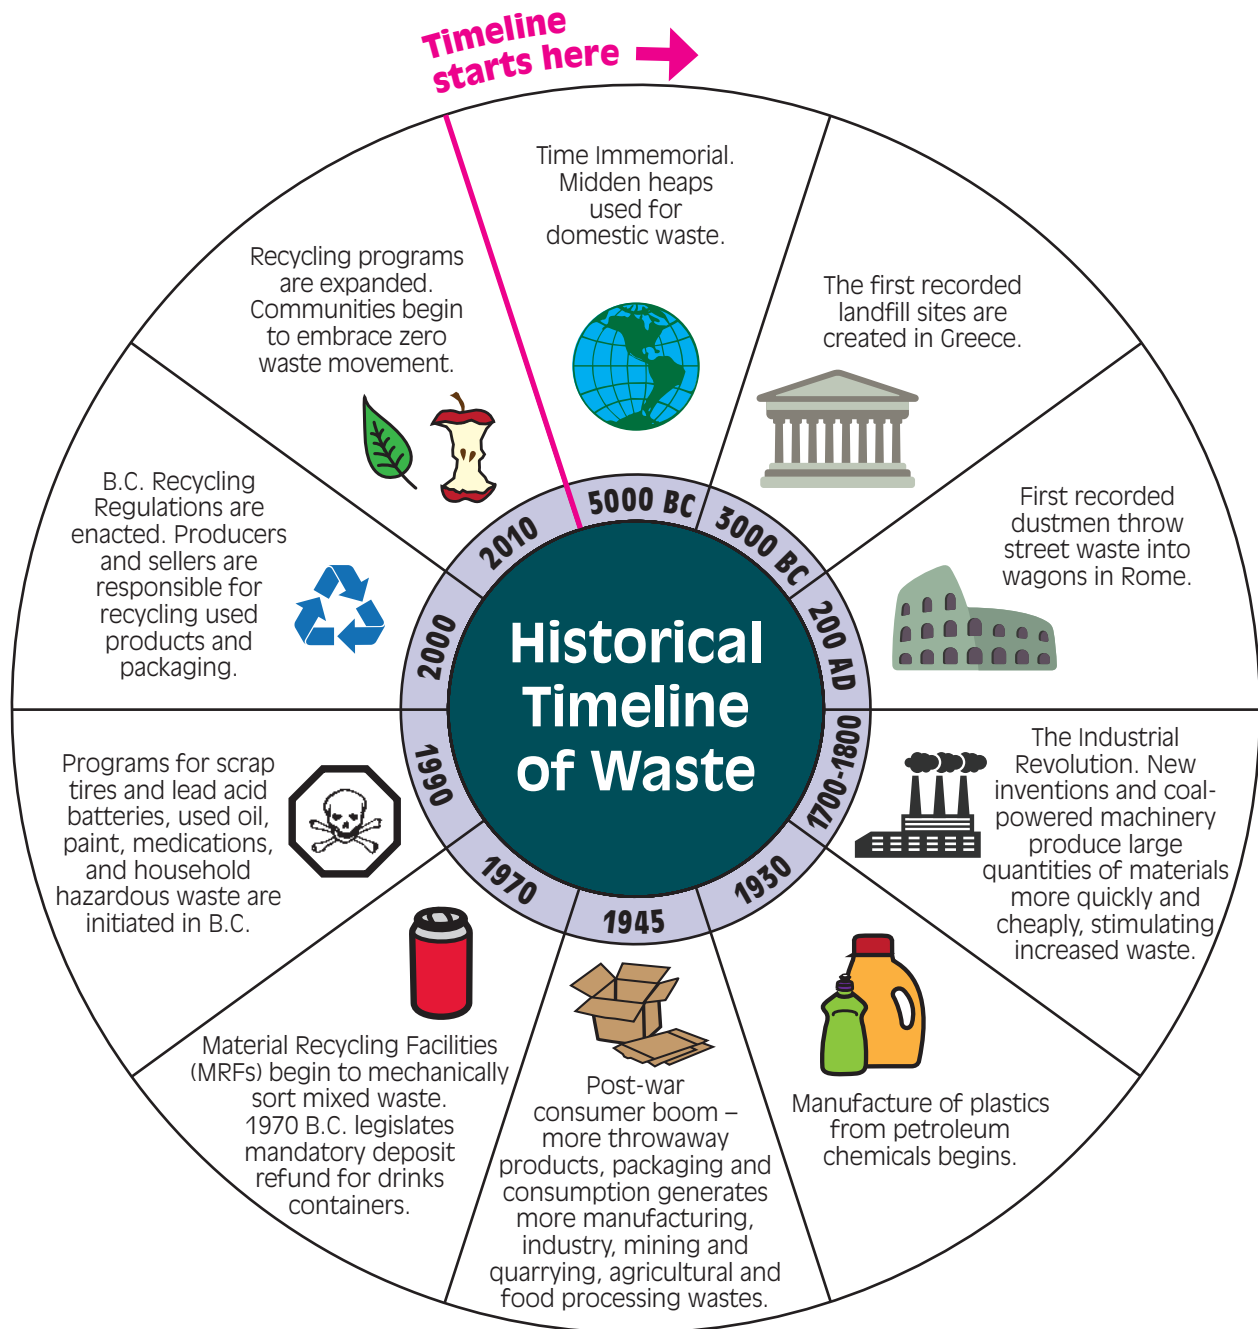 Timeline
starts here
Time Immemorial.
Midden heaps
used for
domestic waste.
5000 BC
The first recorded
landfill sites are
created in Greece.
3000 BC
First recorded
dustmen throw
street waste into
wagons in Rome.
200 AD
The Industrial
Revolution. New
inventions and coal-
powered machinery
produce large
quantities of materials
more quickly and
cheaply, stimulating
increased waste.
1700-1800
Manufacture of plastics
from petroleum
chemicals begins.
1930
Post-war
consumer boom –
more throwaway
products, packaging and
consumption generates
more manufacturing,
industry, mining and
quarrying, agricultural and
food processing wastes.
1945
Material Recycling Facilities
(MRFs) begin to mechanically
sort mixed waste.
1970 B.C. legislates
mandatory deposit
refund for drinks
containers.
1970
Programs for scrap
tires and lead acid
batteries, used oil,
paint, medications,
and household
hazardous waste are
initiated in B.C.
1990
B.C. Recycling
Regulations are
enacted. Producers
and sellers are
responsible for
recycling used
products and
packaging.
2000
Recycling programs
are expanded.
Communities begin
to embrace zero
waste movement.
2010
Historical
Timeline
of Waste